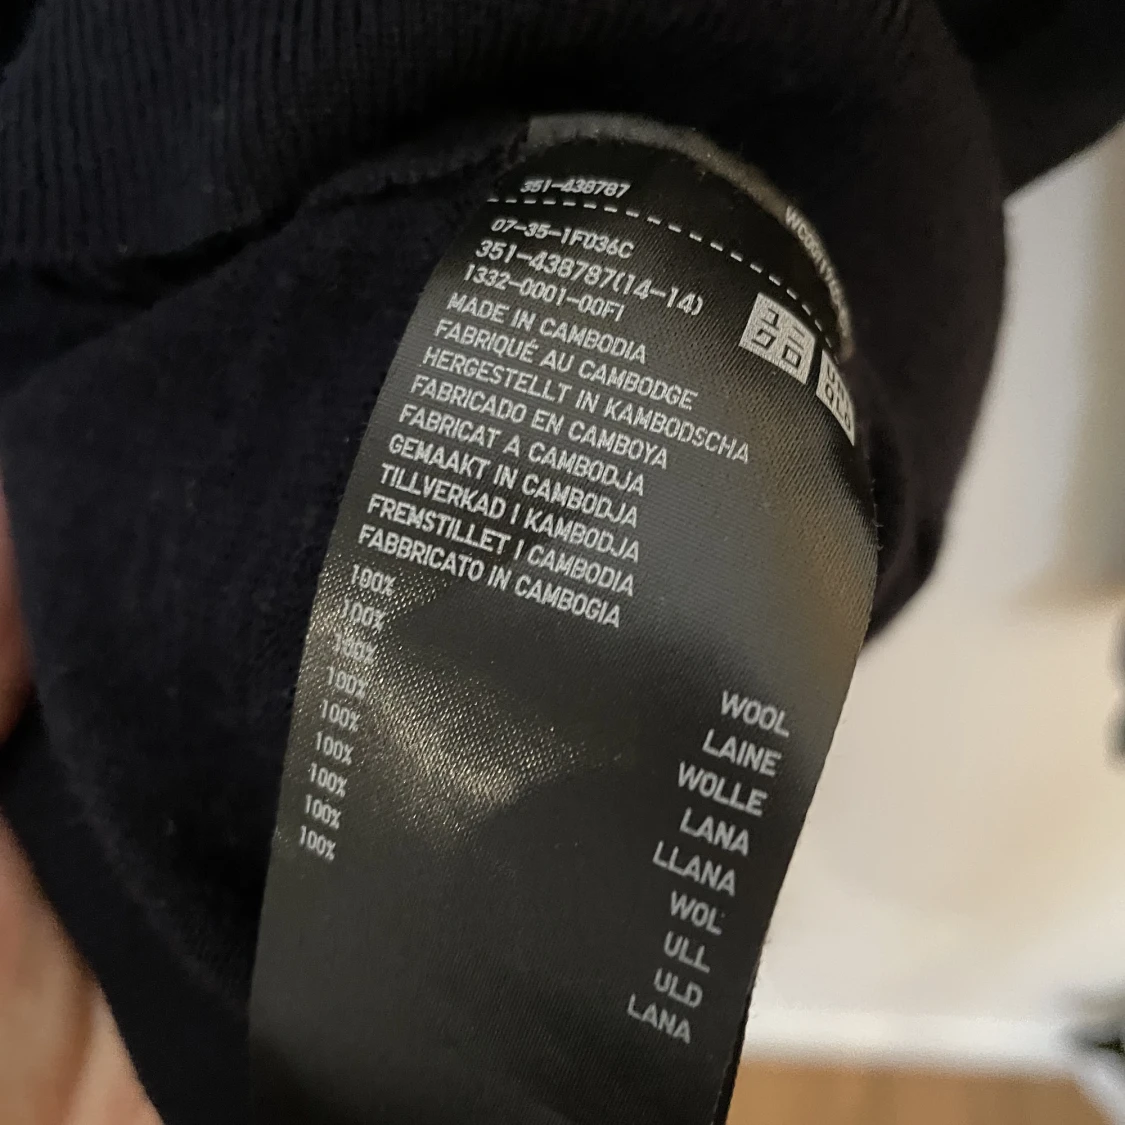 351-438787
07-35-1F036C
351-438787(14-14)
1332-0001-00F1
MADE IN CAMBODIA
FABRIQUÉ AU CAMBODGE
HERGESTELLT IN KAMBODSCHA
FABRICADO EN CAMBOYA
FABRICAT A CAMBODJA
GEMAAKT IN CAMBODJA
TILLVERKAD I KAMBODJA
FREMSTILLET I CAMBODIA
FABBRICATO IN CAMBOGIA
100% WOOL
100% LAINE
100% WOLLE
100% LANA
100% LLANA
100% WOL
100% ULL
100% ULD
100% LANA